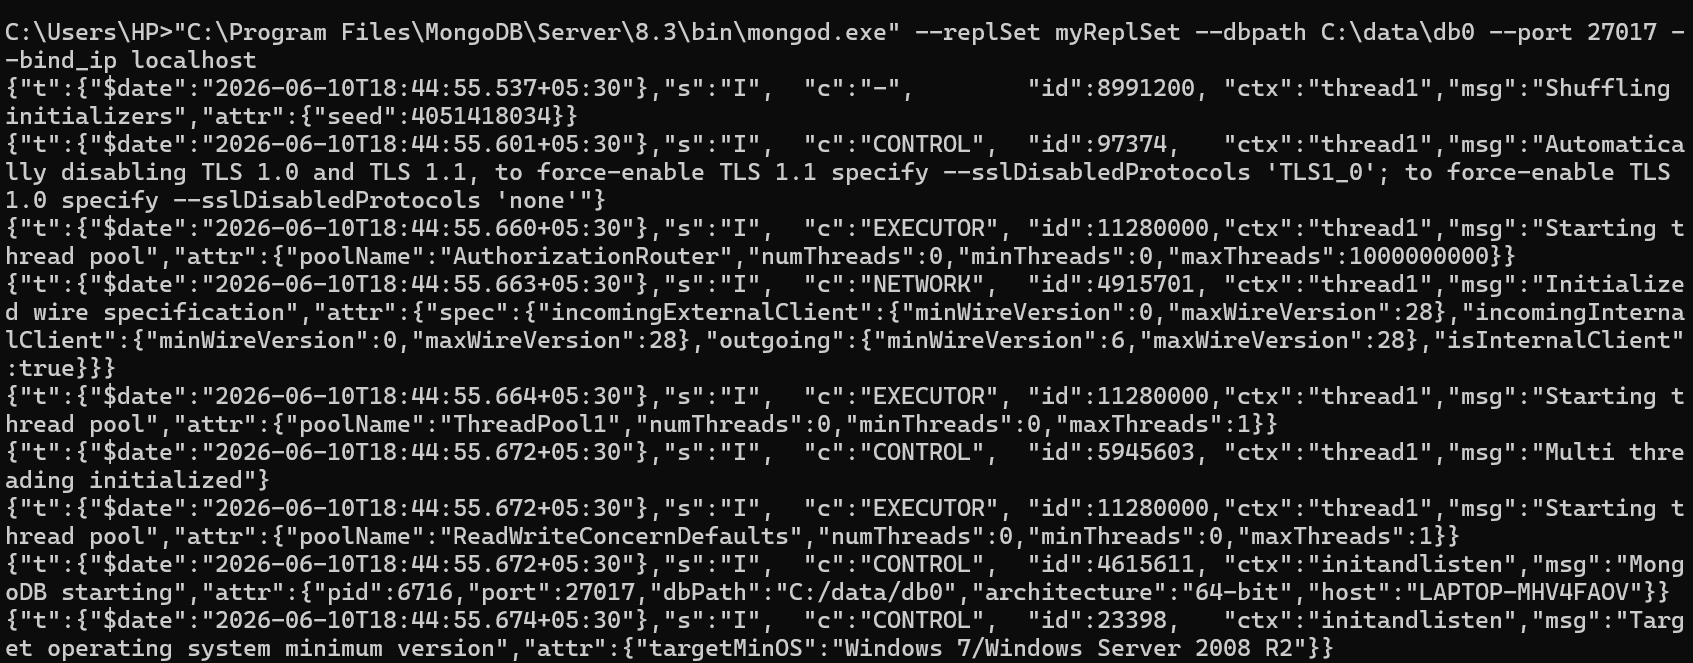 C:\Users\HP>"C:\Program Files\MongoDB\Server\8.3\bin\mongod.exe" --replSet myReplSet --dbpath C:\data\db0 --port 27017 -
-bind_ip localhost
{"t":{"$date":"2026-06-10T18:44:55.537+05:30"},"s":"I",  "c":"-",        "id":8991200, "ctx":"thread1","msg":"Shuffling 
initializers","attr":{"seed":4051418034}}
{"t":{"$date":"2026-06-10T18:44:55.601+05:30"},"s":"I",  "c":"CONTROL",  "id":97374,   "ctx":"thread1","msg":"Automatica
lly disabling TLS 1.0 and TLS 1.1, to force-enable TLS 1.1 specify --sslDisabledProtocols 'TLS1_0'; to force-enable TLS 
1.0 specify --sslDisabledProtocols 'none'"}
{"t":{"$date":"2026-06-10T18:44:55.660+05:30"},"s":"I",  "c":"EXECUTOR", "id":11280000,"ctx":"thread1","msg":"Starting t
hread pool","attr":{"poolName":"AuthorizationRouter","numThreads":0,"minThreads":0,"maxThreads":1000000000}}
{"t":{"$date":"2026-06-10T18:44:55.663+05:30"},"s":"I",  "c":"NETWORK",  "id":4915701, "ctx":"thread1","msg":"Initialize
d wire specification","attr":{"spec":{"incomingExternalClient":{"minWireVersion":0,"maxWireVersion":28},"incomingInterna
lClient":{"minWireVersion":0,"maxWireVersion":28},"outgoing":{"minWireVersion":6,"maxWireVersion":28},"isInternalClient"
:true}}}
{"t":{"$date":"2026-06-10T18:44:55.664+05:30"},"s":"I",  "c":"EXECUTOR", "id":11280000,"ctx":"thread1","msg":"Starting t
hread pool","attr":{"poolName":"ThreadPool1","numThreads":0,"minThreads":0,"maxThreads":1}}
{"t":{"$date":"2026-06-10T18:44:55.672+05:30"},"s":"I",  "c":"CONTROL",  "id":5945603, "ctx":"thread1","msg":"Multi thre
ading initialized"}
{"t":{"$date":"2026-06-10T18:44:55.672+05:30"},"s":"I",  "c":"EXECUTOR", "id":11280000,"ctx":"thread1","msg":"Starting t
hread pool","attr":{"poolName":"ReadWriteConcernDefaults","numThreads":0,"minThreads":0,"maxThreads":1}}
{"t":{"$date":"2026-06-10T18:44:55.672+05:30"},"s":"I",  "c":"CONTROL",  "id":4615611, "ctx":"initandlisten","msg":"Mong
oDB starting","attr":{"pid":6716,"port":27017,"dbPath":"C:/data/db0","architecture":"64-bit","host":"LAPTOP-MHV4FAOV"}}
{"t":{"$date":"2026-06-10T18:44:55.674+05:30"},"s":"I",  "c":"CONTROL",  "id":23398,   "ctx":"initandlisten","msg":"Targ
et operating system minimum version","attr":{"targetMinOS":"Windows 7/Windows Server 2008 R2"}}